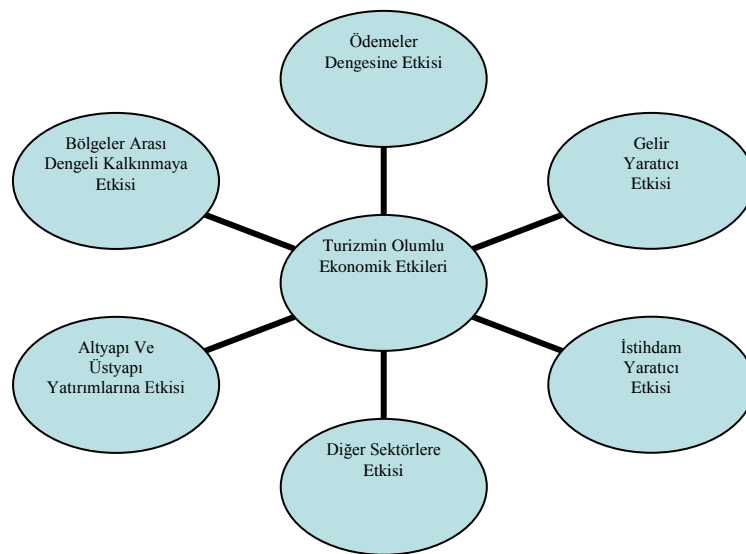 Ödemeler
Dengesine Etkisi
Bölgeler Arası
Dengeli Kalkınmaya
Etkisi
Gelir
Yaratıcı
Etkisi
Turizmin Olumlu
Ekonomik Etkileri
Altyapı Ve
Üstyapı
Yatırımlarına Etkisi
İstihdam
Yaratıcı
Etkisi
Diğer Sektörlere
Etkisi